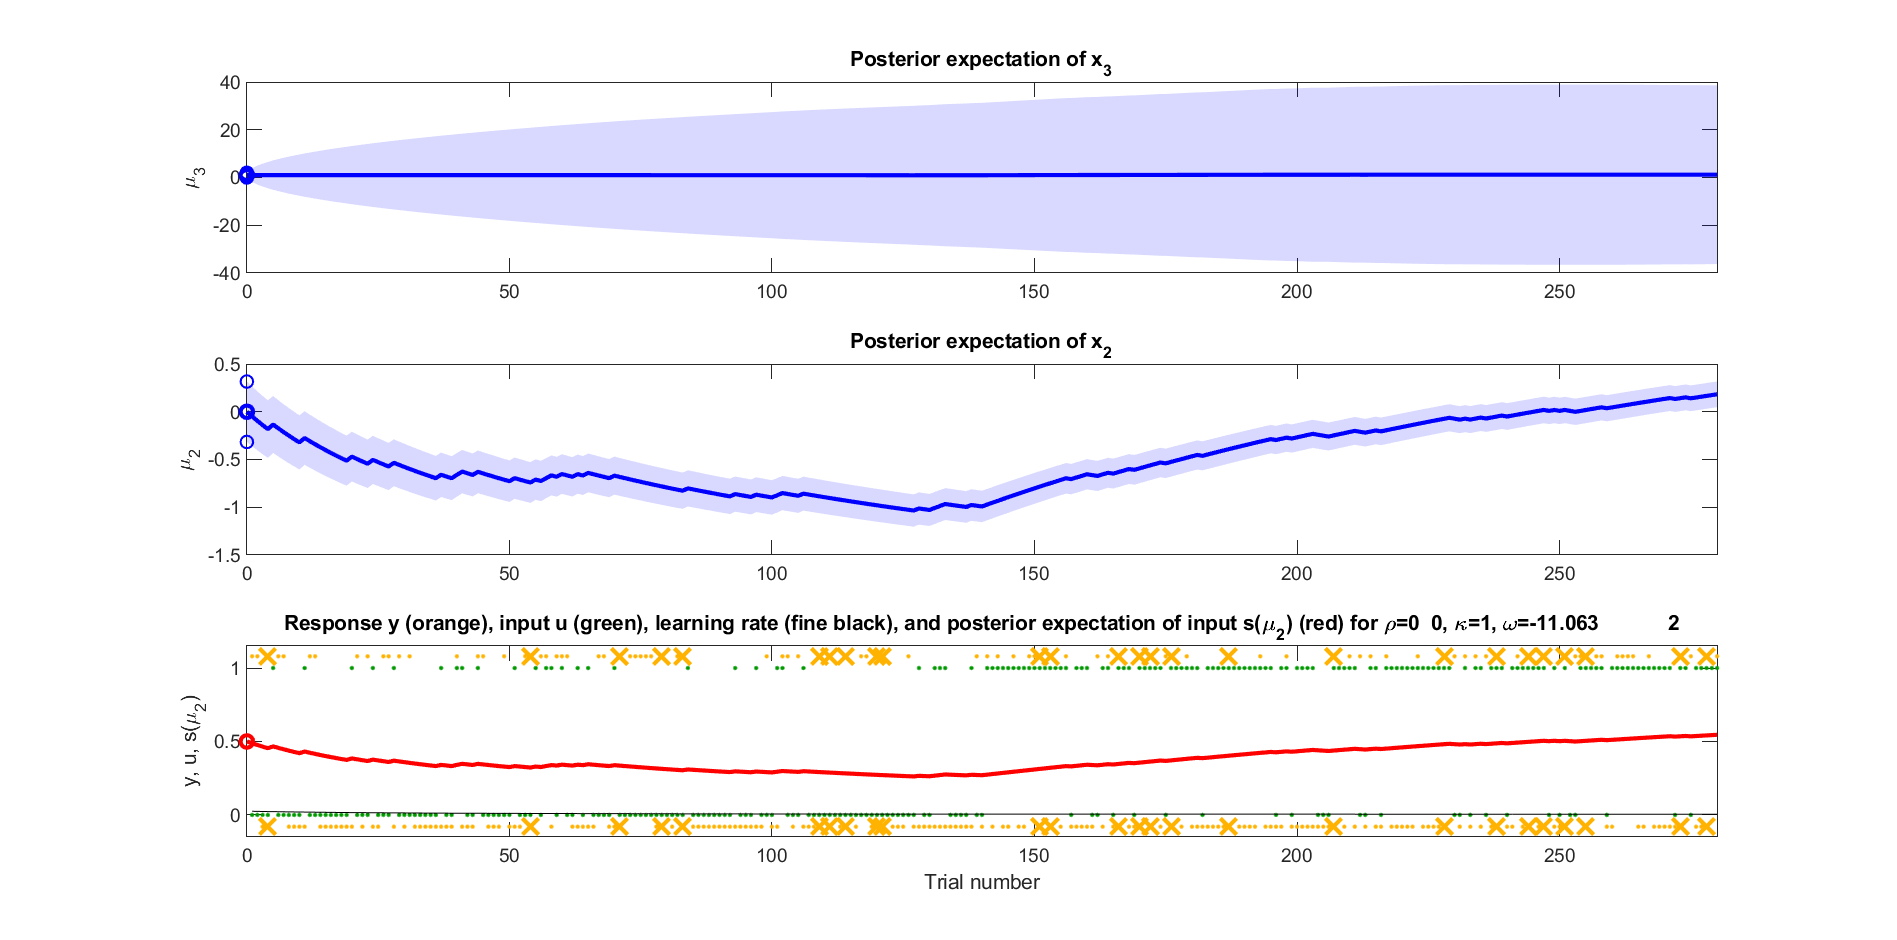 Posterior expectation of x3
40
20
0
-20
-40
μ3
0 50 100 150 200 250
Posterior expectation of x2
0.5
0
-0.5
-1
-1.5
μ2
0 50 100 150 200 250
Response y (orange), input u (green), learning rate (fine black), and posterior expectation of input s(μ2) (red) for ρ=0 0, κ=1, ω=-11.063 2
1
0.5
0
y, u, s(μ2)
0 50 100 150 200 250
Trial number